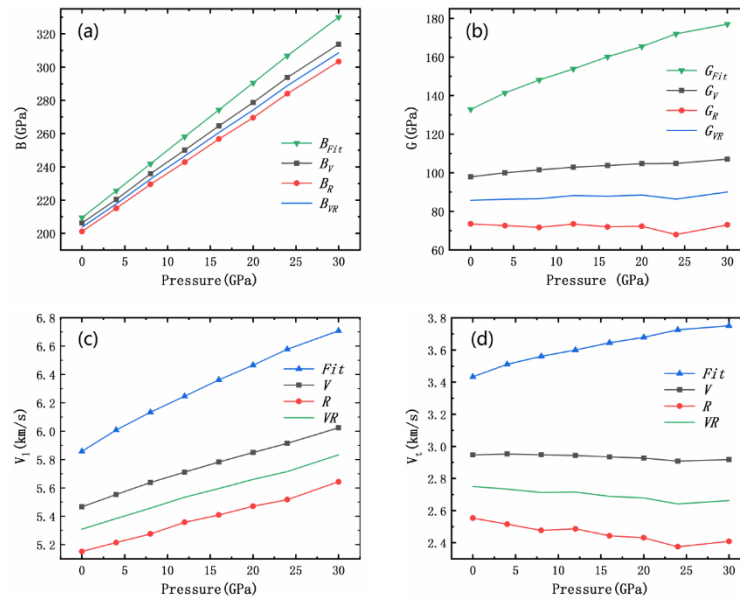 (a)
B(GPa)
320
300
280
260
240
220
200
B_Fit
B_V
B_R
B_VR
0 5 10 15 20 25 30
Pressure(GPa)
(b)
G(GPa)
180
160
140
120
100
80
60
G_Fit
G_V
G_R
G_VR
0 5 10 15 20 25 30
Pressure (GPa)
(c)
V_l(km/s)
6.8
6.6
6.4
6.2
6.0
5.8
5.6
5.4
5.2
Fit
V
R
VR
0 5 10 15 20 25 30
Pressure(GPa)
(d)
V_t(km/s)
3.8
3.6
3.4
3.2
3.0
2.8
2.6
2.4
Fit
V
R
VR
0 5 10 15 20 25 30
Pressure(GPa)